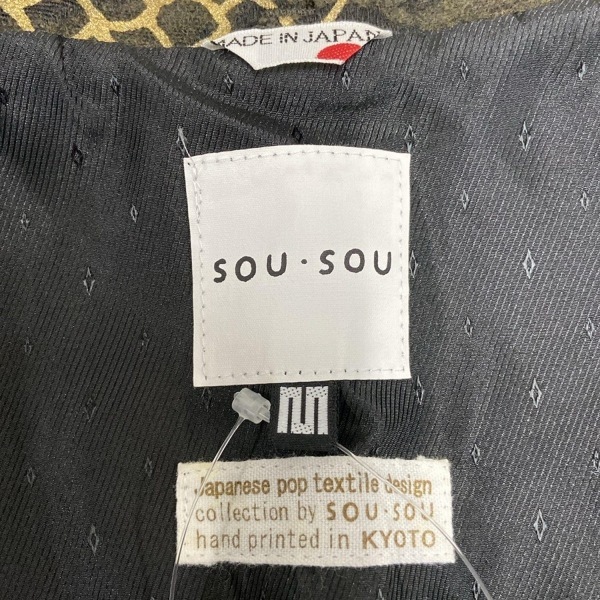 MADE IN JAPAN
SOU・SOU
M
Japanese pop textile design
collection by SOU・SOU
hand printed in KYOTO